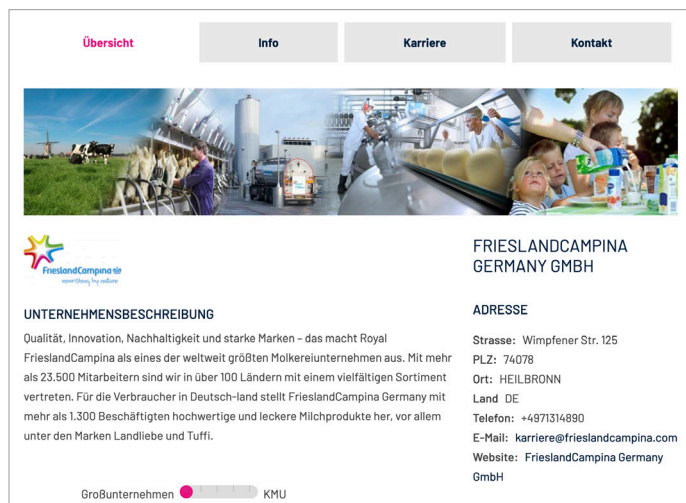 Übersicht
Info
Karriere
Kontakt
FrieslandCampina
nourishing by nature
UNTERNEHMENSBESCHREIBUNG
Qualität, Innovation, Nachhaltigkeit und starke Marken – das macht Royal
FrieslandCampina als eines der weltweit größten Molkereiunternehmen aus. Mit mehr
als 23.500 Mitarbeitern sind wir in über 100 Ländern mit einem vielfältigen Sortiment
vertreten. Für die Verbraucher in Deutsch-land stellt FrieslandCampina Germany mit
mehr als 1.300 Beschäftigten hochwertige und leckere Milchprodukte her, vor allem
unter den Marken Landliebe und Tuffi.
Großunternehmen KMU
FRIESLANDCAMPINA
GERMANY GMBH
ADRESSE
Strasse: Wimpfener Str. 125
PLZ: 74078
Ort: HEILBRONN
Land DE
Telefon: +4971314890
E-Mail: karriere@frieslandcampina.com
Website: FrieslandCampina Germany
GmbH